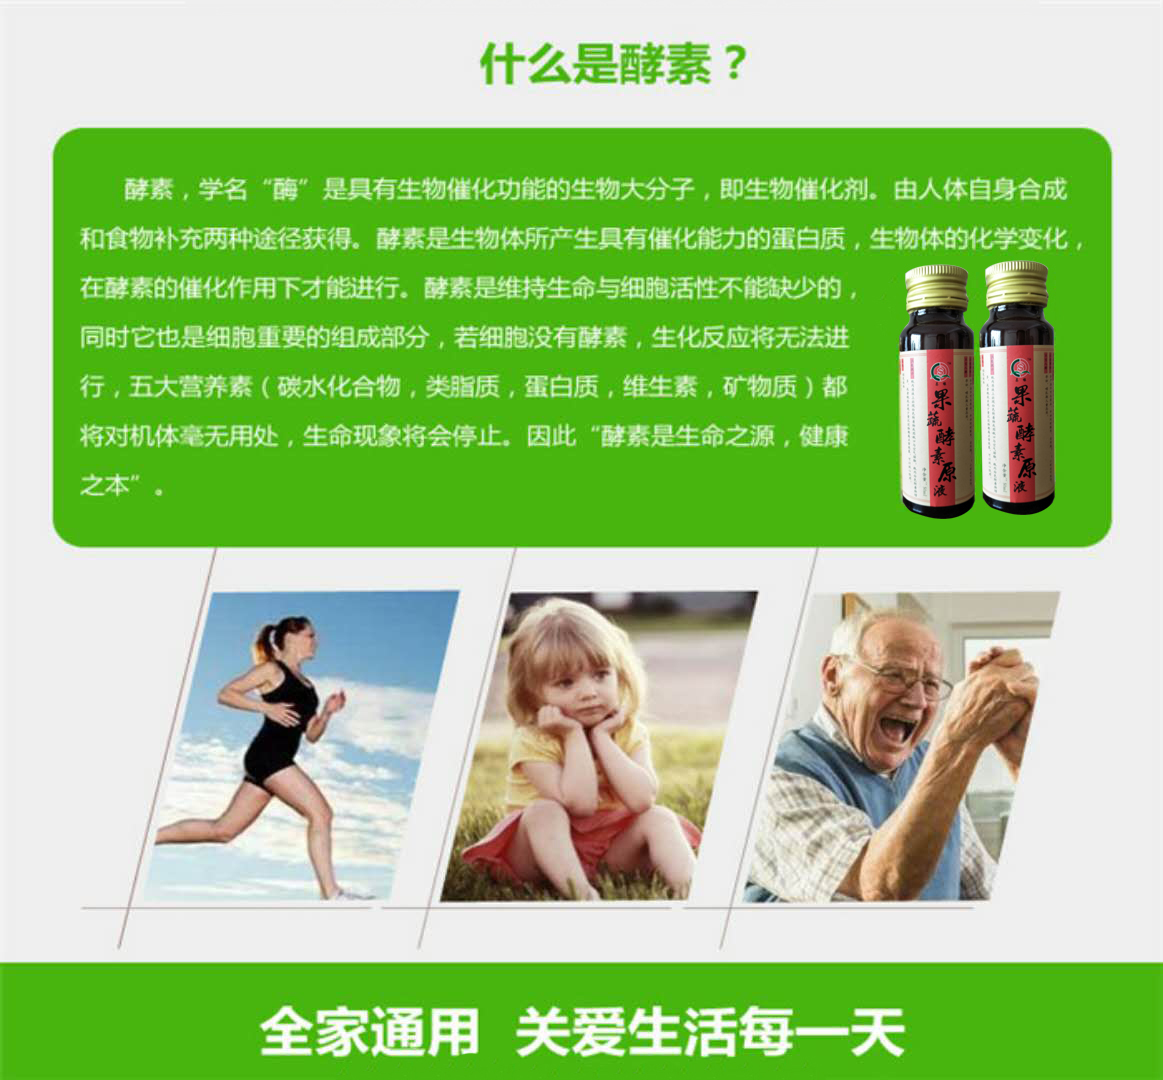 什么是酵素？
酵素，学名“酶”是具有生物催化功能的生物大分子，即生物催化剂。由人体自身合成
和食物补充两种途径获得。酵素是生物体所产生具有催化能力的蛋白质，生物体的化学变化，
在酵素的催化作用下才能进行。酵素是维持生命与细胞活性不能缺少的，
同时它也是细胞重要的组成部分，若细胞没有酵素，生化反应将无法进
行，五大营养素（碳水化合物，类脂质，蛋白质，维生素，矿物质）都
将对机体毫无用处，生命现象将会停止。因此“酵素是生命之源，健康
之本”。
果蔬酵素原液
果蔬酵素原液
全家通用 关爱生活每一天